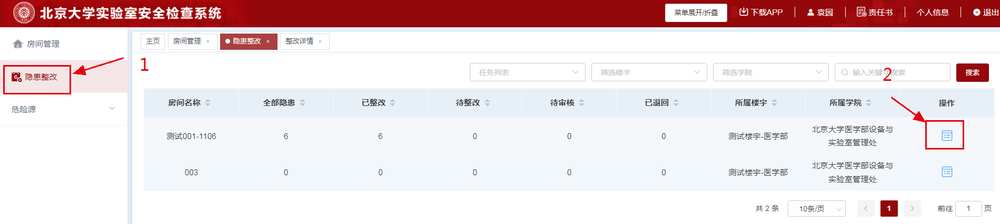 北京大学实验室安全检查系统
菜单展开/折叠
下载APP
袁园
责任书
个人信息
退出
房间管理
隐患整改
危险源
主页
房间管理 ×
隐患整改 ×
整改详情 ×
1
任务列表
筛选楼宇
筛选学院
输入关键字搜索
搜索
2
房间名称 全部隐患 已整改 待整改 待审核 已退回 所属楼宇 所属学院 操作
测试001-1106 6 6 0 0 0 测试楼宇-医学部 北京大学医学部设备与
实验室管理处
003 0 0 0 0 0 测试楼宇-医学部 北京大学医学部设备与
实验室管理处
共 2 条 10条/页 < 1 > 前往 1 页